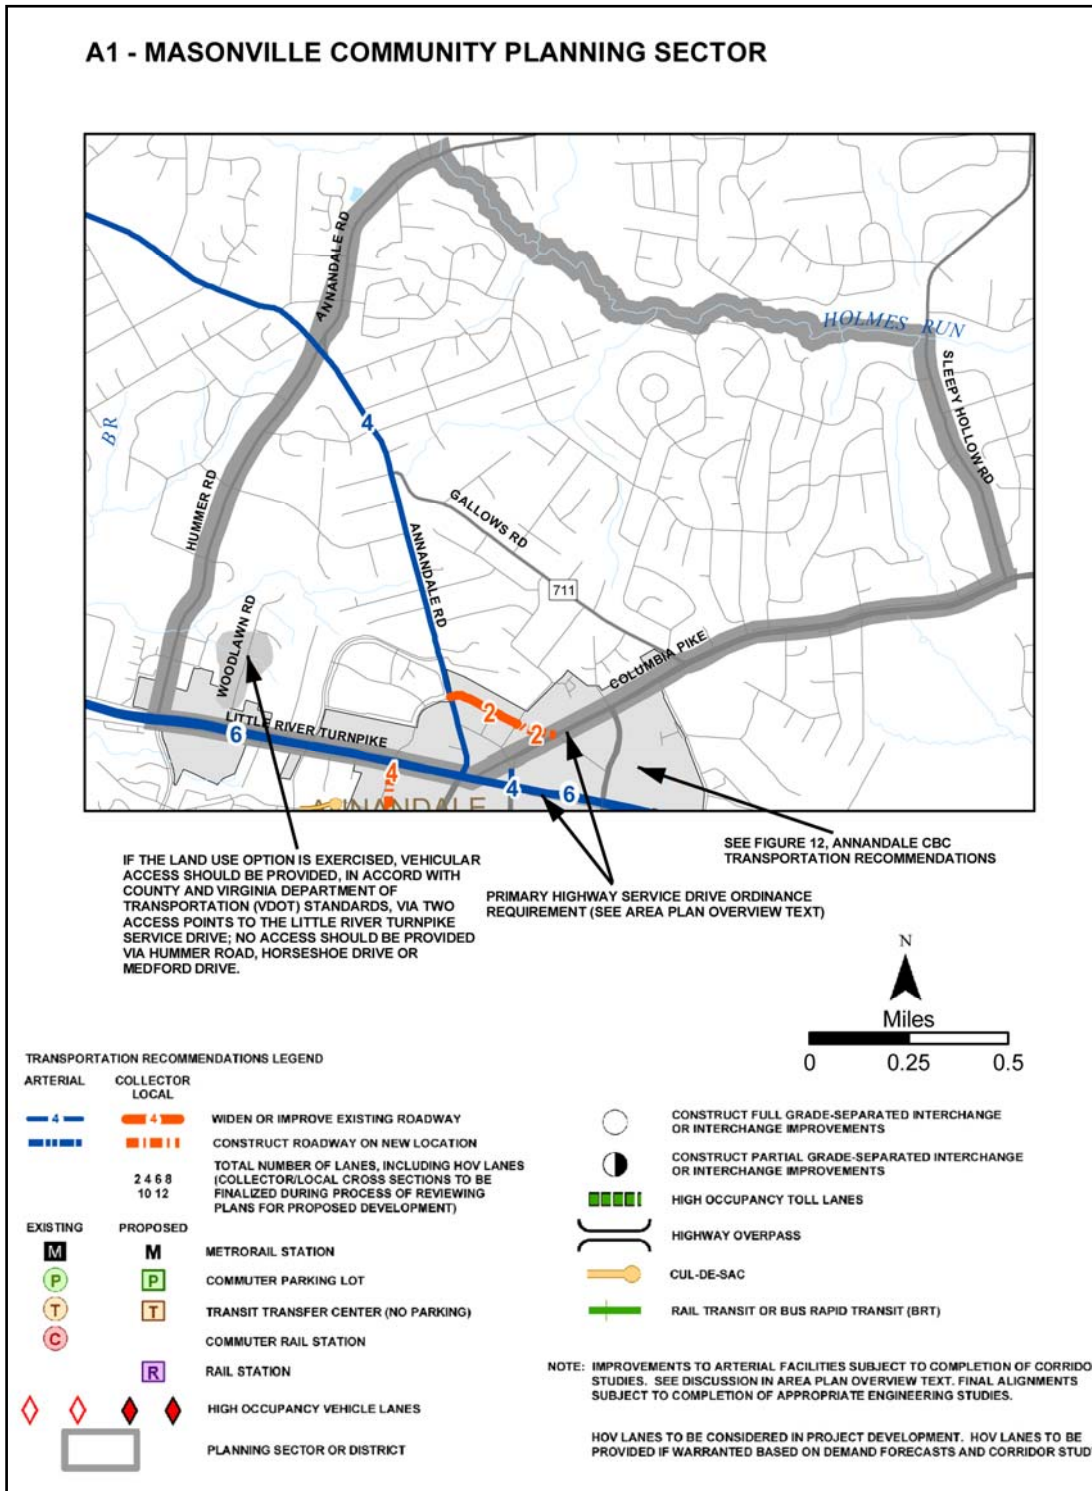 A1 - MASONVILLE COMMUNITY PLANNING SECTOR
ANNANDALE RD
HOLMES RUN
SLEEPY HOLLOW RD
4
BR
HUMMER RD
GALLOWS RD
ANNANDALE RD
711
WOODLAWN RD
COLUMBIA PIKE
2
2
LITTLE RIVER TURNPIKE
6
4
4
6
ANNANDALE
IF THE LAND USE OPTION IS EXERCISED, VEHICULAR
ACCESS SHOULD BE PROVIDED, IN ACCORD WITH
COUNTY AND VIRGINIA DEPARTMENT OF
TRANSPORTATION (VDOT) STANDARDS, VIA TWO
ACCESS POINTS TO THE LITTLE RIVER TURNPIKE
SERVICE DRIVE; NO ACCESS SHOULD BE PROVIDED
VIA HUMMER ROAD, HORSESHOE DRIVE OR
MEDFORD DRIVE.
SEE FIGURE 12, ANNANDALE CBC
TRANSPORTATION RECOMMENDATIONS
PRIMARY HIGHWAY SERVICE DRIVE ORDINANCE
REQUIREMENT (SEE AREA PLAN OVERVIEW TEXT)
N
Miles
0 0.25 0.5
TRANSPORTATION RECOMMENDATIONS LEGEND
ARTERIAL COLLECTOR
LOCAL
4 4 WIDEN OR IMPROVE EXISTING ROADWAY
CONSTRUCT ROADWAY ON NEW LOCATION
TOTAL NUMBER OF LANES, INCLUDING HOV LANES
2 4 6 8 (COLLECTOR/LOCAL CROSS SECTIONS TO BE
10 12 FINALIZED DURING PROCESS OF REVIEWING
PLANS FOR PROPOSED DEVELOPMENT)
EXISTING PROPOSED
M M METRORAIL STATION
P P COMMUTER PARKING LOT
T T TRANSIT TRANSFER CENTER (NO PARKING)
C COMMUTER RAIL STATION
R RAIL STATION
HIGH OCCUPANCY VEHICLE LANES
PLANNING SECTOR OR DISTRICT
CONSTRUCT FULL GRADE-SEPARATED INTERCHANGE
OR INTERCHANGE IMPROVEMENTS
CONSTRUCT PARTIAL GRADE-SEPARATED INTERCHANGE
OR INTERCHANGE IMPROVEMENTS
HIGH OCCUPANCY TOLL LANES
HIGHWAY OVERPASS
CUL-DE-SAC
RAIL TRANSIT OR BUS RAPID TRANSIT (BRT)
NOTE: IMPROVEMENTS TO ARTERIAL FACILITIES SUBJECT TO COMPLETION OF CORRIDO
STUDIES. SEE DISCUSSION IN AREA PLAN OVERVIEW TEXT. FINAL ALIGNMENTS
SUBJECT TO COMPLETION OF APPROPRIATE ENGINEERING STUDIES.
HOV LANES TO BE CONSIDERED IN PROJECT DEVELOPMENT. HOV LANES TO BE
PROVIDED IF WARRANTED BASED ON DEMAND FORECASTS AND CORRIDOR STUD